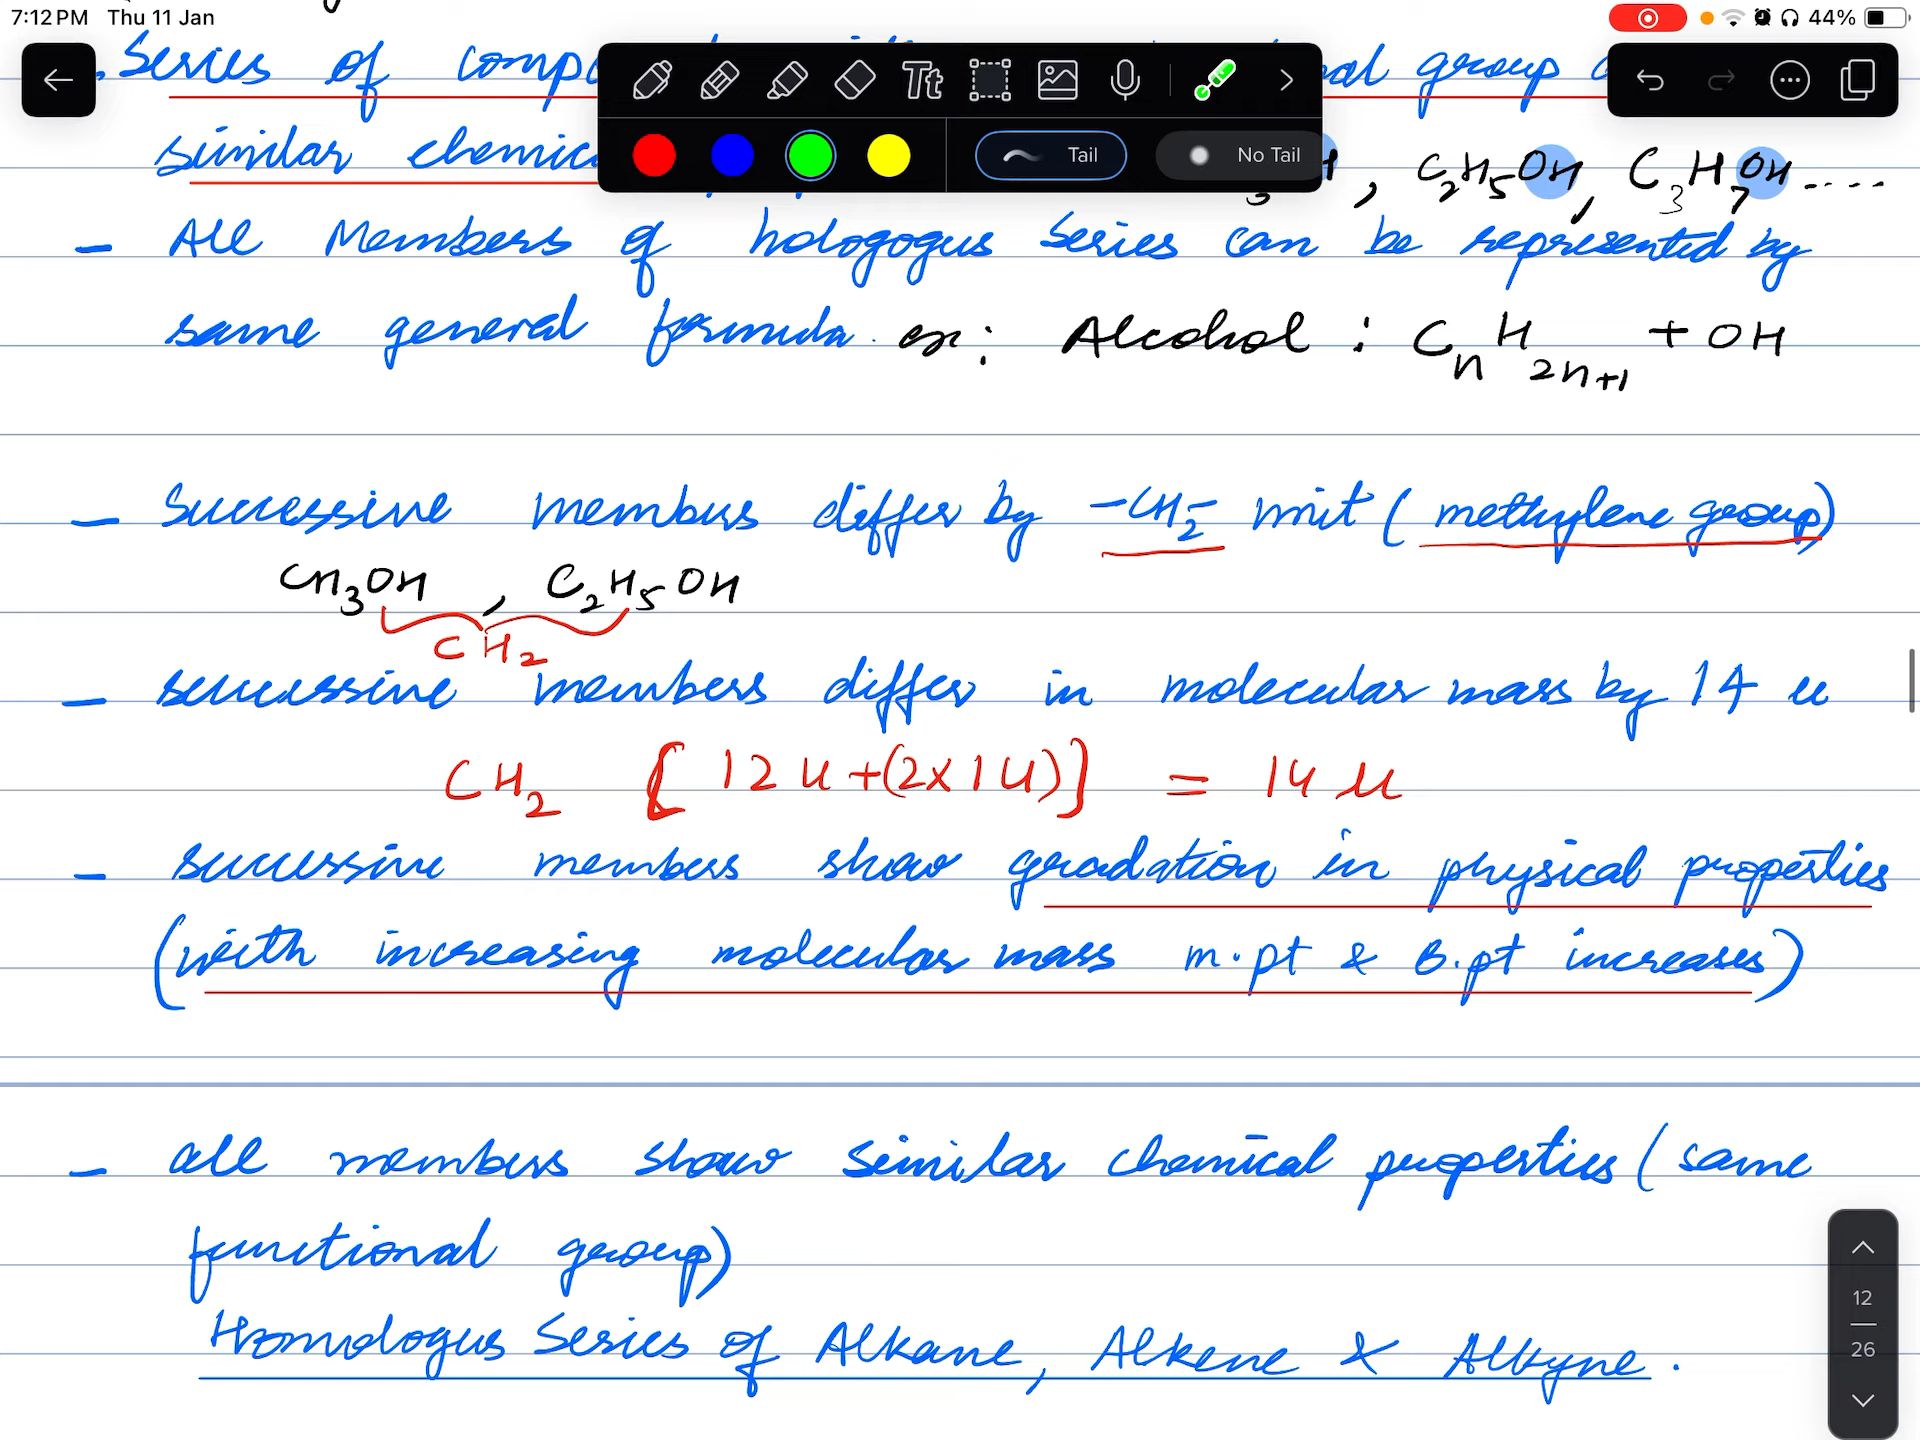 7:12 PM Thu 11 Jan
44%
. Series of comp al group
Tt
similar chemic
Tail
No Tail
, C2H5OH, C3H7OH ....
- All Members of hologogus Series can be represented by
same general formula. ex: Alcohol : CnH2n+1 + OH
- Successive members differ by -CH2- unit ( methylene group)
CH3OH , C2H5OH
CH2
- successive members differ in molecular mass by 14 u
CH2 [ 12 u + (2x1u)] = 14 u
- successive members show gradation in physical properties
(with increasing molecular mass m.pt & B.pt increases)
- all members show similar chemical properties ( same
functional group)
Homologus Series of Alkane, Alkene & Alkyne.
12
26